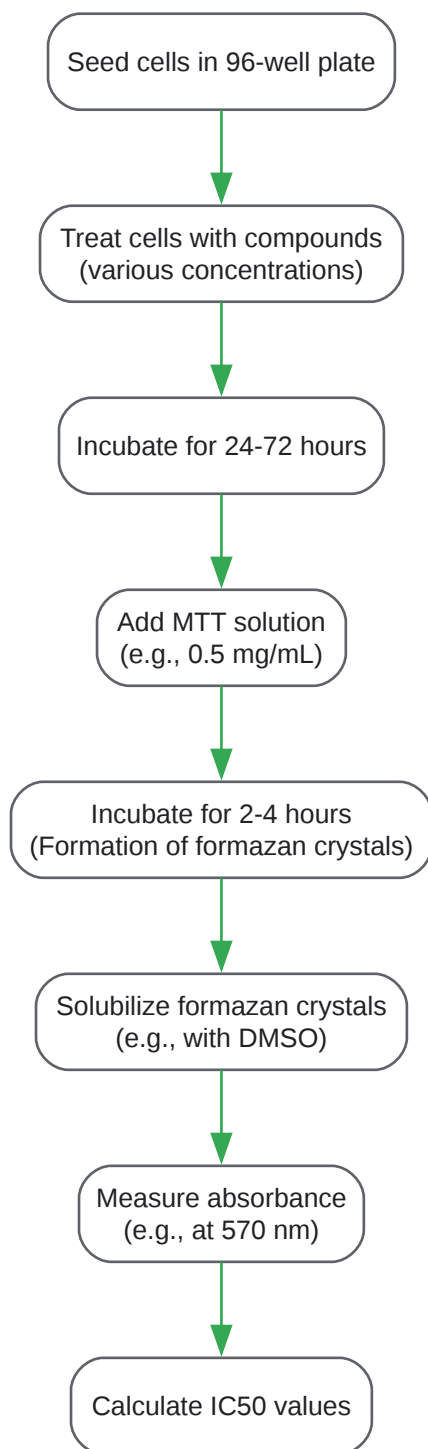 Seed cells in 96-well plate
Treat cells with compounds
(various concentrations)
Incubate for 24-72 hours
Add MTT solution
(e.g., 0.5 mg/mL)
Incubate for 2-4 hours
(Formation of formazan crystals)
Solubilize formazan crystals
(e.g., with DMSO)
Measure absorbance
(e.g., at 570 nm)
Calculate IC50 values